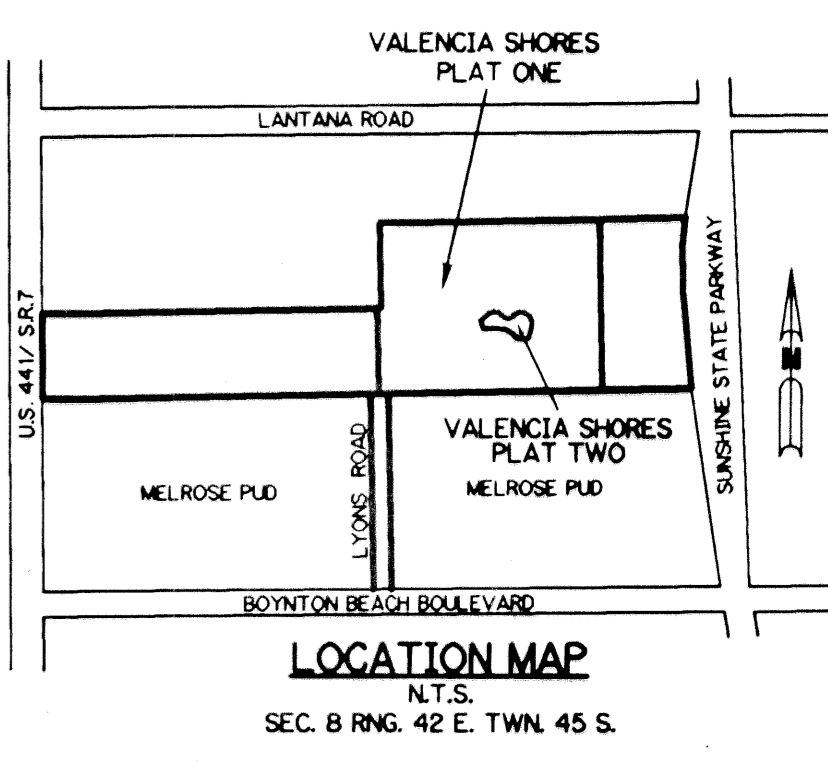 VALENCIA SHORES
PLAT ONE
LANTANA ROAD
U.S. 441/ S.R.7
SUNSHINE STATE PARKWAY
N
VALENCIA SHORES
PLAT TWO
MELROSE PUD
LYONS ROAD
MELROSE PUD
BOYNTON BEACH BOULEVARD
LOCATION MAP
N.T.S.
SEC. 8 RNG. 42 E. TWN. 45 S.